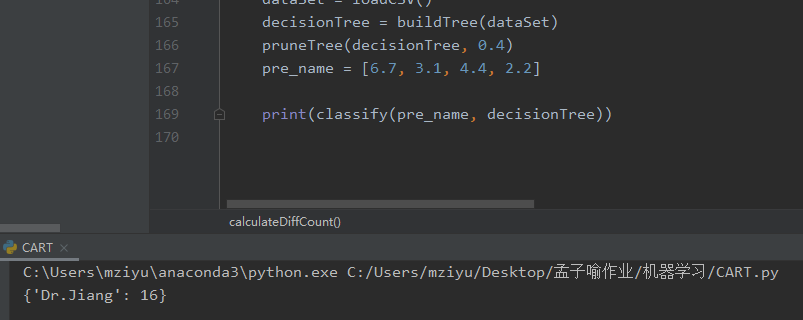 164 dataSet = loadCSV()
165 decisionTree = buildTree(dataSet)
166 pruneTree(decisionTree, 0.4)
167 pre_name = [6.7, 3.1, 4.4, 2.2]
168
169 print(classify(pre_name, decisionTree))
170
calculateDiffCount()
CART ×
C:\Users\mziyu\anaconda3\python.exe C:/Users/mziyu/Desktop/孟子喻作业/机器学习/CART.py
{'Dr.Jiang': 16}